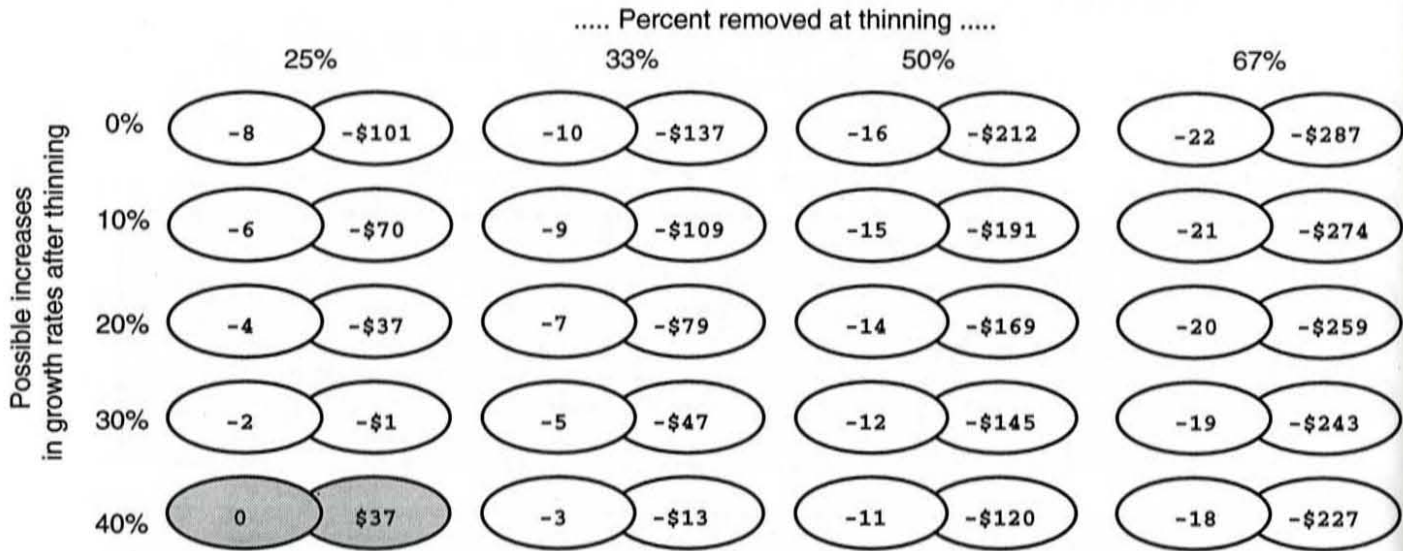 ..... Percent removed at thinning .....
25% 33% 50% 67%
Possible increases
in growth rates after thinning
0% -8 -$101 -10 -$137 -16 -$212 -22 -$287
10% -6 -$70 -9 -$109 -15 -$191 -21 -$274
20% -4 -$37 -7 -$79 -14 -$169 -20 -$259
30% -2 -$1 -5 -$47 -12 -$145 -19 -$243
40% 0 $37 -3 -$13 -11 -$120 -18 -$227